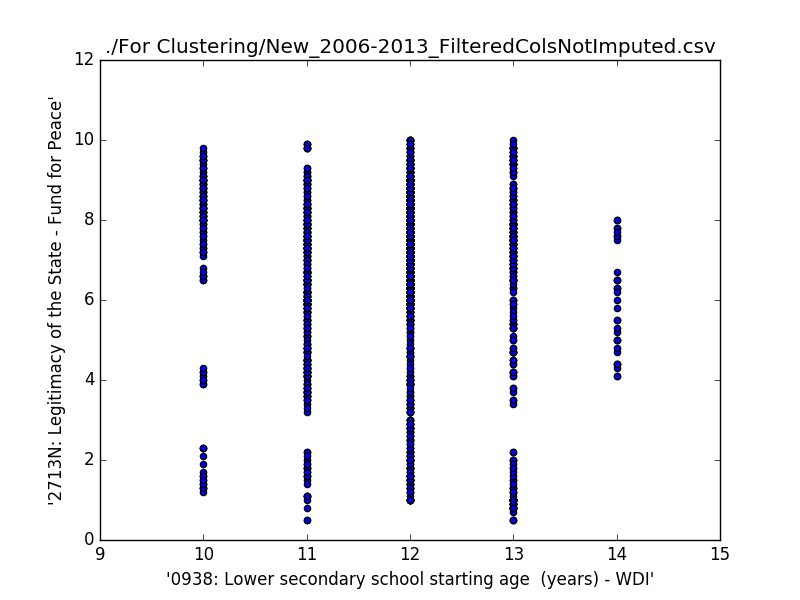 ./For Clustering/New_2006-2013_FilteredColsNotImputed.csv
12
10
8
6
4
2
0
'2713N: Legitimacy of the State - Fund for Peace'
9 10 11 12 13 14 15
'0938: Lower secondary school starting age  (years) - WDI'